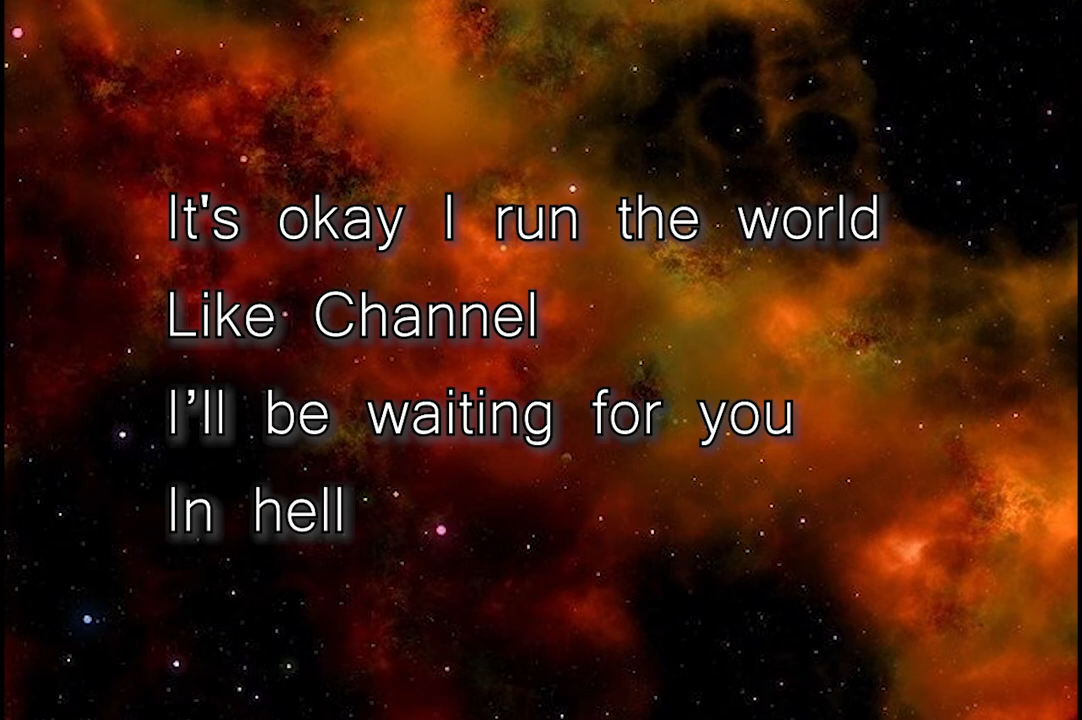 It's okay I run the world
Like Channel
I’ll be waiting for you
In hell